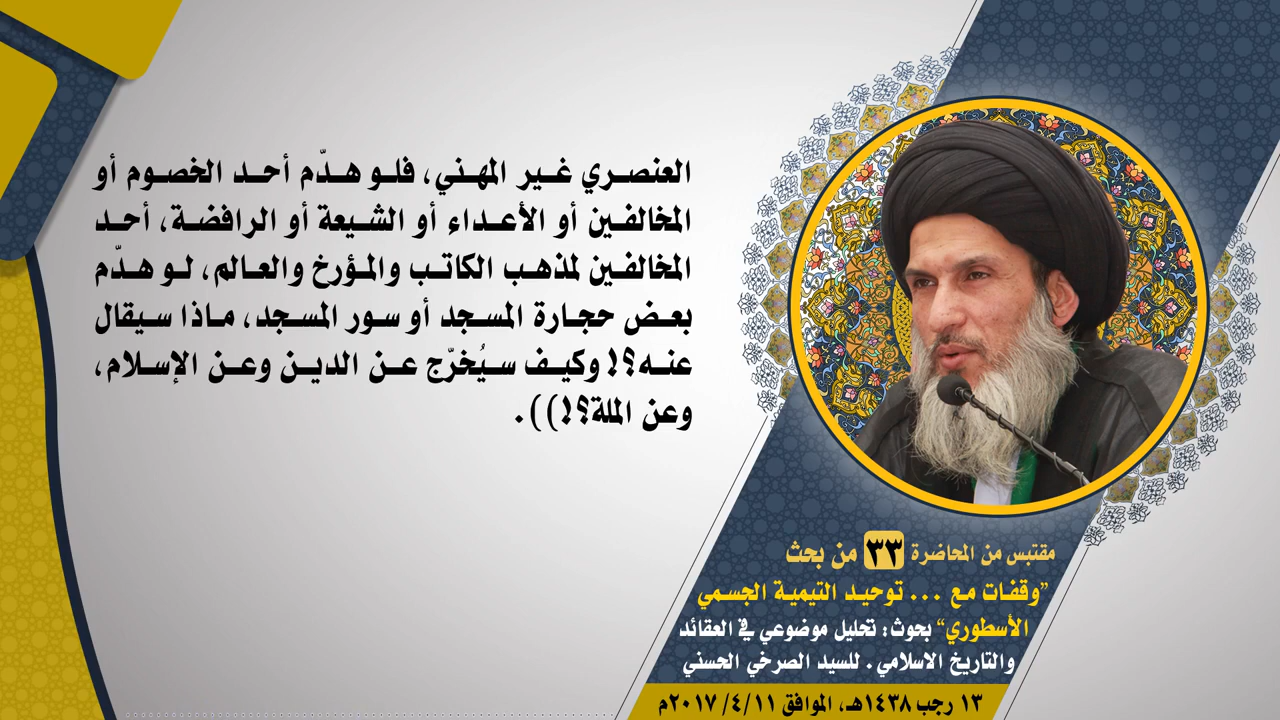 العنصري غير المهني، فلو هدّم أحد الخصوم أو
المخالفين أو الأعداء أو الشيعة أو الرافضة، أحد
المخالفين لمذهب الكاتب والمؤرخ والعالم، لو هدّم
بعض حجارة المسجد أو سور المسجد، ماذا سيقال
عنه؟! وكيف سيُخرّج عن الدين وعن الإسلام،
وعن الملة؟!)).
مقتبس من المحاضرة ٣٣ من بحث
"وقفات مع ... توحيد التيمية الجسمي
الأسطوري" بحوث: تحليل موضوعي في العقائد
والتاريخ الاسلامي. للسيد الصرخي الحسني
١٣ رجب ١٤٣٨هـ، الموافق ٢٠١٧/٤/١١م